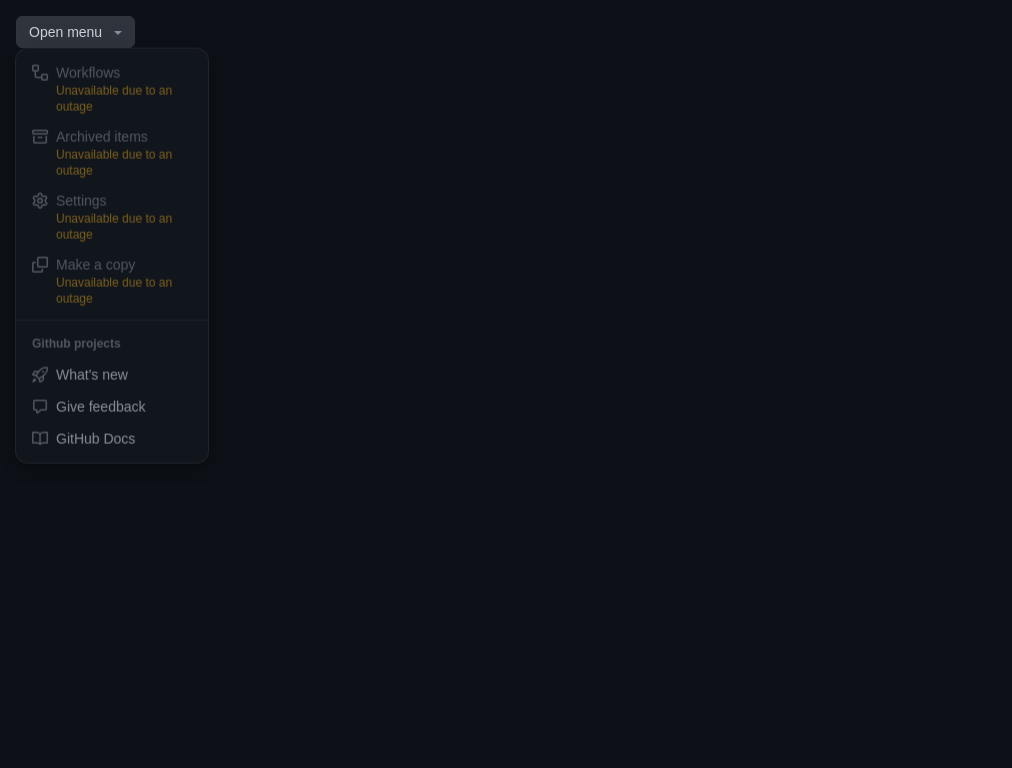 Open menu
Workflows
Unavailable due to an
outage
Archived items
Unavailable due to an
outage
Settings
Unavailable due to an
outage
Make a copy
Unavailable due to an
outage
Github projects
What's new
Give feedback
GitHub Docs